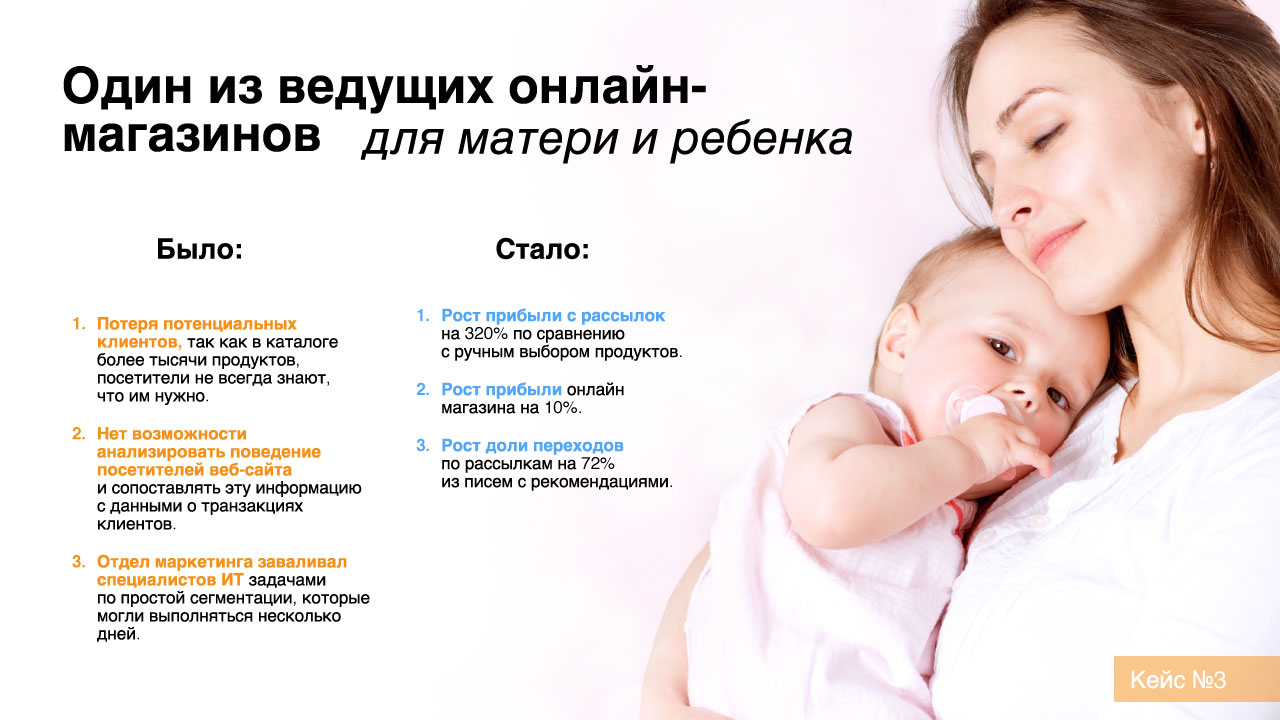 Один из ведущих онлайн-
магазинов для матери и ребенка
Было:
1. Потеря потенциальных
клиентов, так как в каталоге
более тысячи продуктов,
посетители не всегда знают,
что им нужно.
2. Нет возможности
анализировать поведение
посетителей веб-сайта
и сопоставлять эту информацию
с данными о транзакциях
клиентов.
3. Отдел маркетинга заваливал
специалистов ИТ задачами
по простой сегментации, которые
могли выполняться несколько
дней.
Стало:
1. Рост прибыли с рассылок
на 320% по сравнению
с ручным выбором продуктов.
2. Рост прибыли онлайн
магазина на 10%.
3. Рост доли переходов
по рассылкам на 72%
из писем с рекомендациями.
Кейс №3